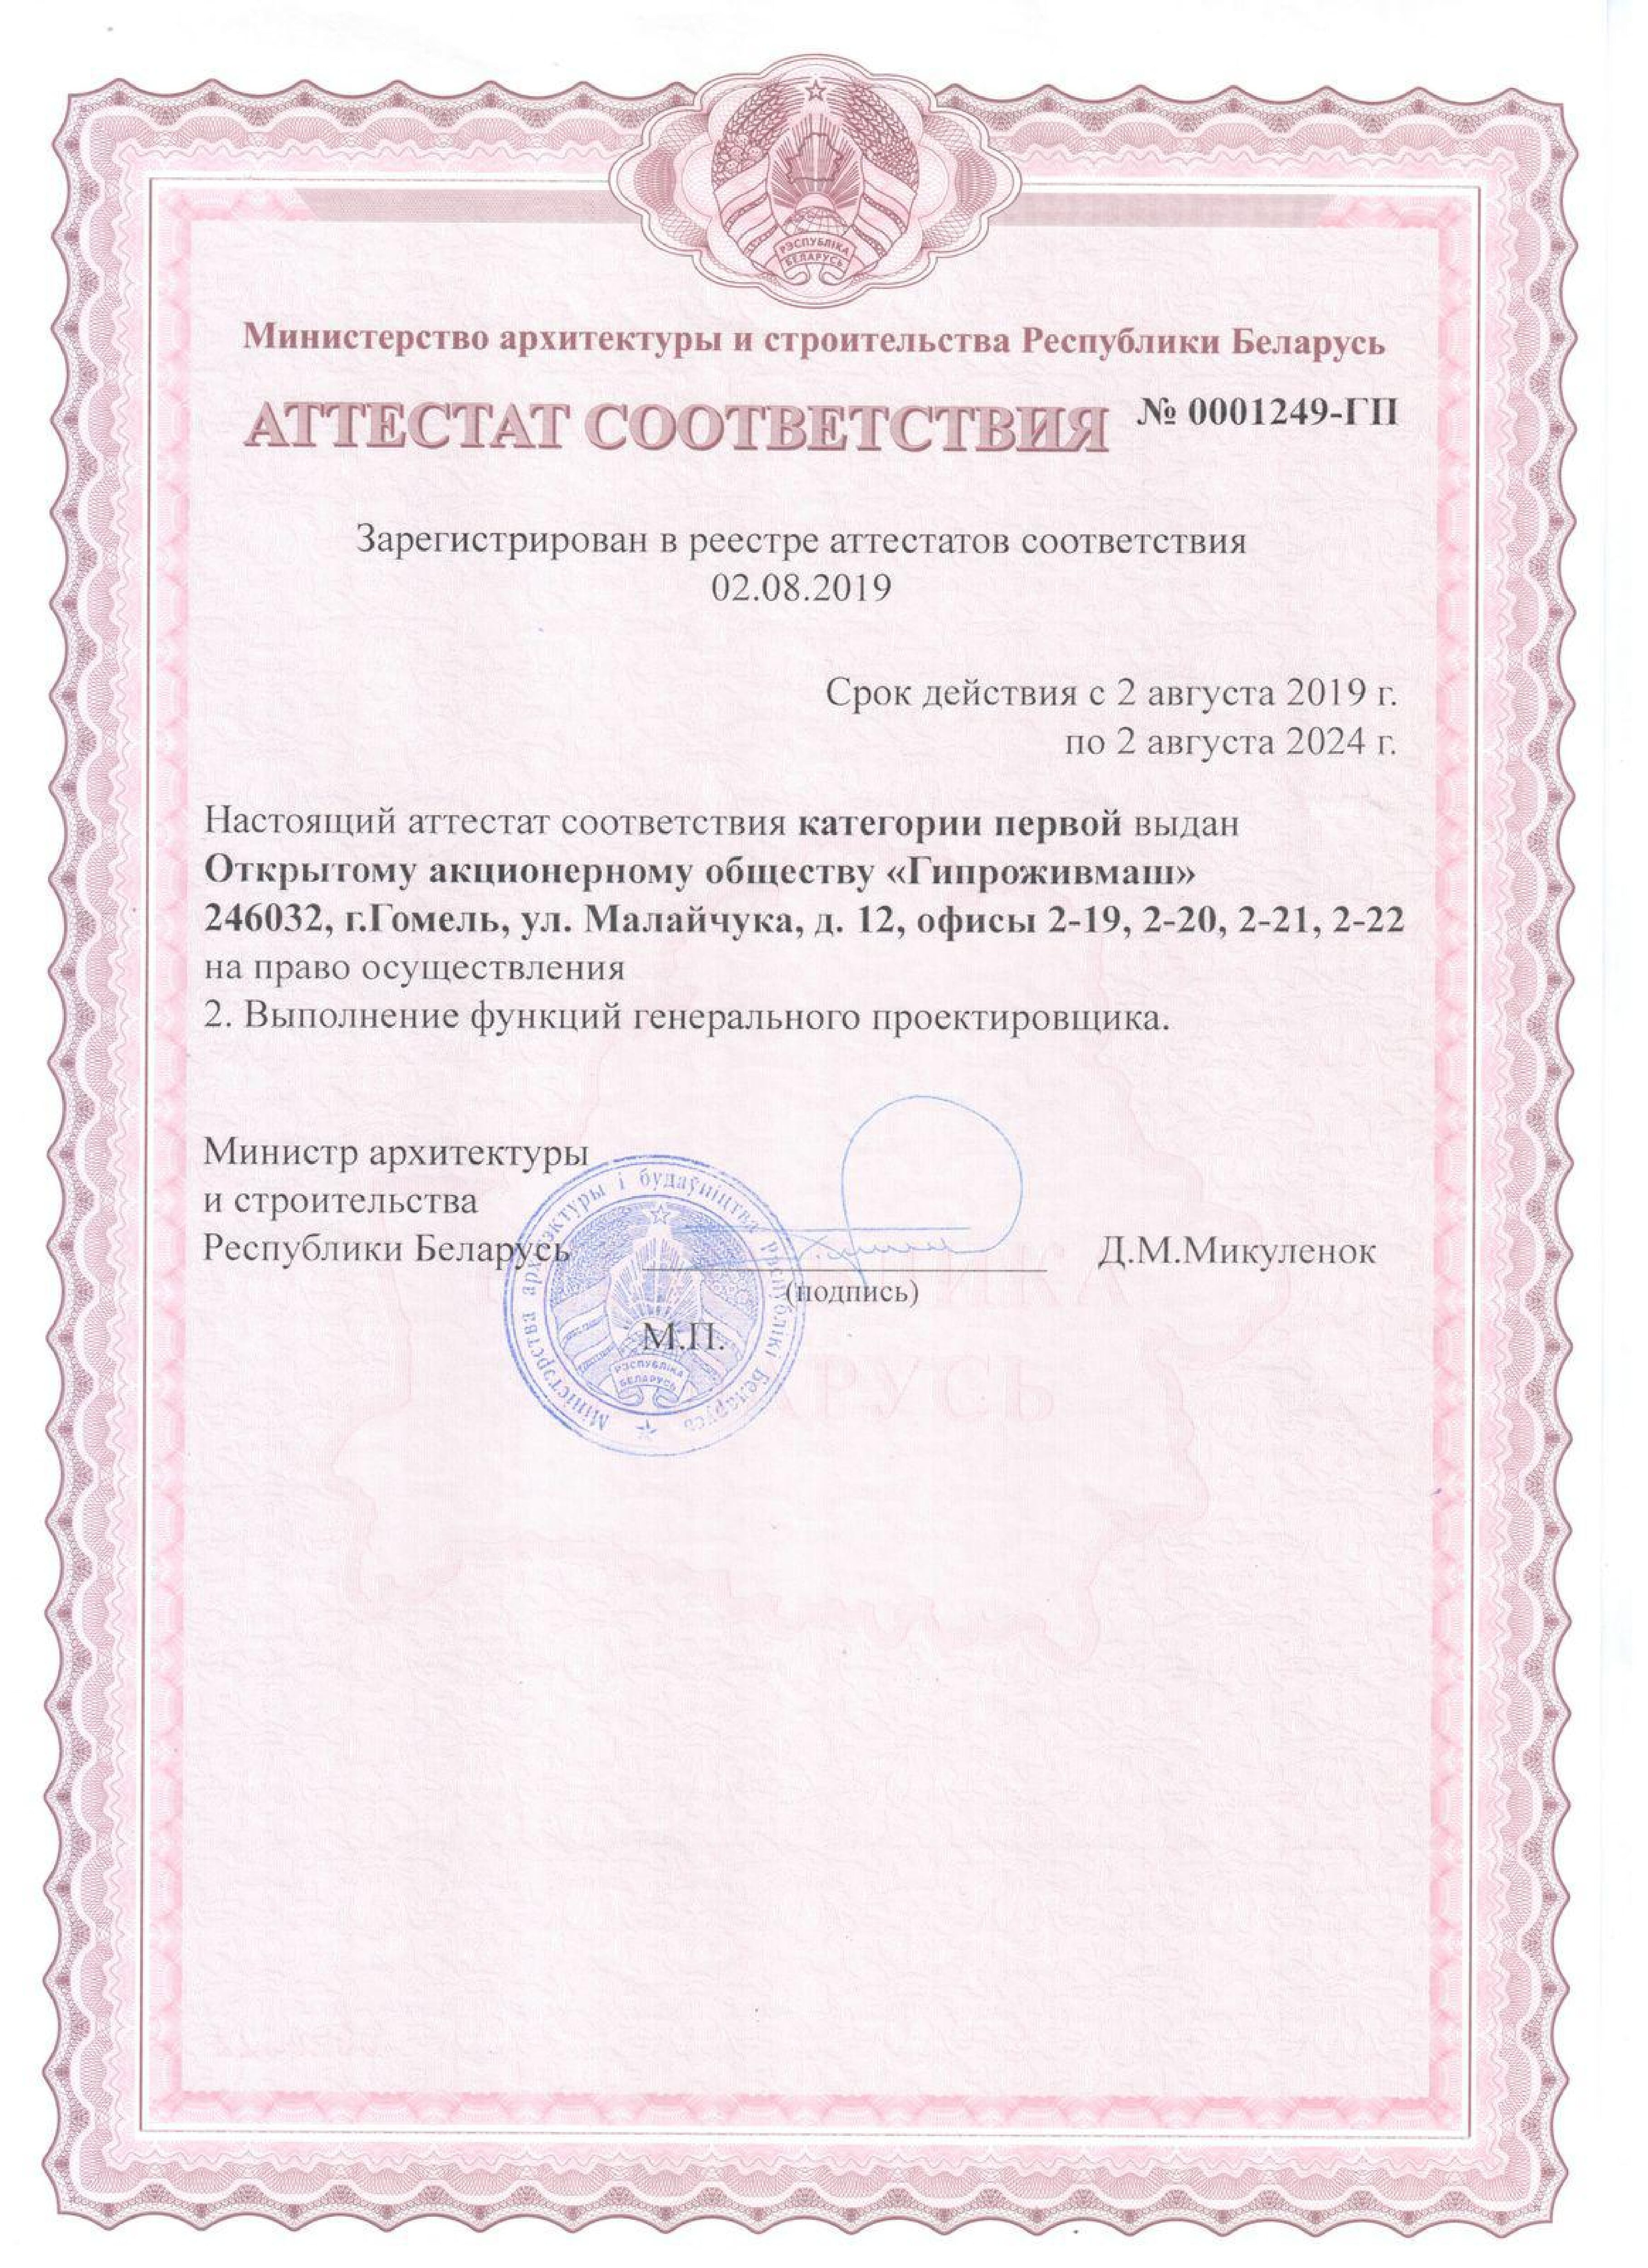 РЭСПУБЛІКА
БЕЛАРУСЬ
Министерство архитектуры и строительства Республики Беларусь
АТТЕСТАТ СООТВЕТСТВИЯ № 0001249-ГП
Зарегистрирован в реестре аттестатов соответствия
02.08.2019
Срок действия с 2 августа 2019 г.
по 2 августа 2024 г.
Настоящий аттестат соответствия категории первой выдан
Открытому акционерному обществу «Гипроживмаш»
246032, г.Гомель, ул. Малайчука, д. 12, офисы 2-19, 2-20, 2-21, 2-22
на право осуществления
2. Выполнение функций генерального проектировщика.
Министр архитектуры
и строительства
Республики Беларусь Д.М.Микуленок
(подпись)
М.П.
Міністэрства архітэктуры і будаўніцтва Рэспублікі Беларусь
РЭСПУБЛІКА
БЕЛАРУСЬ